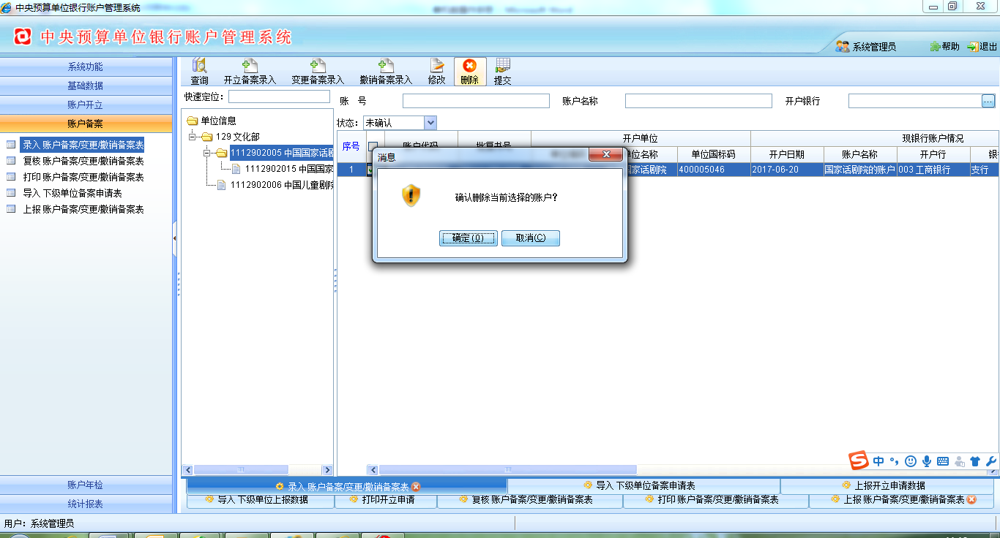 中央预算单位银行账户管理系统
中央预算单位银行账户管理系统
系统管理员 帮助 退出
系统功能
基础数据
账户开立
账户备案
录入 账户备案/变更/撤销备案表
复核 账户备案/变更/撤销备案表
打印 账户备案/变更/撤销备案表
导入 下级单位备案申请表
上报 账户备案/变更/撤销备案表
账户年检
统计报表
查询 开立备案录入 变更备案录入 撤销备案录入 修改 删除 提交
快速定位：
单位信息
129 文化部
1112902005 中国国家话剧
1112902015 中国国家
1112902006 中国儿童剧院
账 号 账户名称 开户银行
状态： 未确认
序号 账户代码 批复书号 开户单位 现银行账户情况
单位名称 单位国标码 开户日期 账户名称 开户行 银
1 国家话剧院 400005046 2017-06-20 国家话剧院的账户 003 工商银行 支行
消息
确认删除当前选择的账户?
确定(O) 取消(C)
中
录入 账户备案/变更/撤销备案表 导入 下级单位备案申请表 上报开立申请数据
导入 下级单位上报数据 打印开立申请 复核 账户备案/变更/撤销备案表 打印 账户备案/变更/撤销备案表 上报 账户备案/变更/撤销备案表
用户：系统管理员